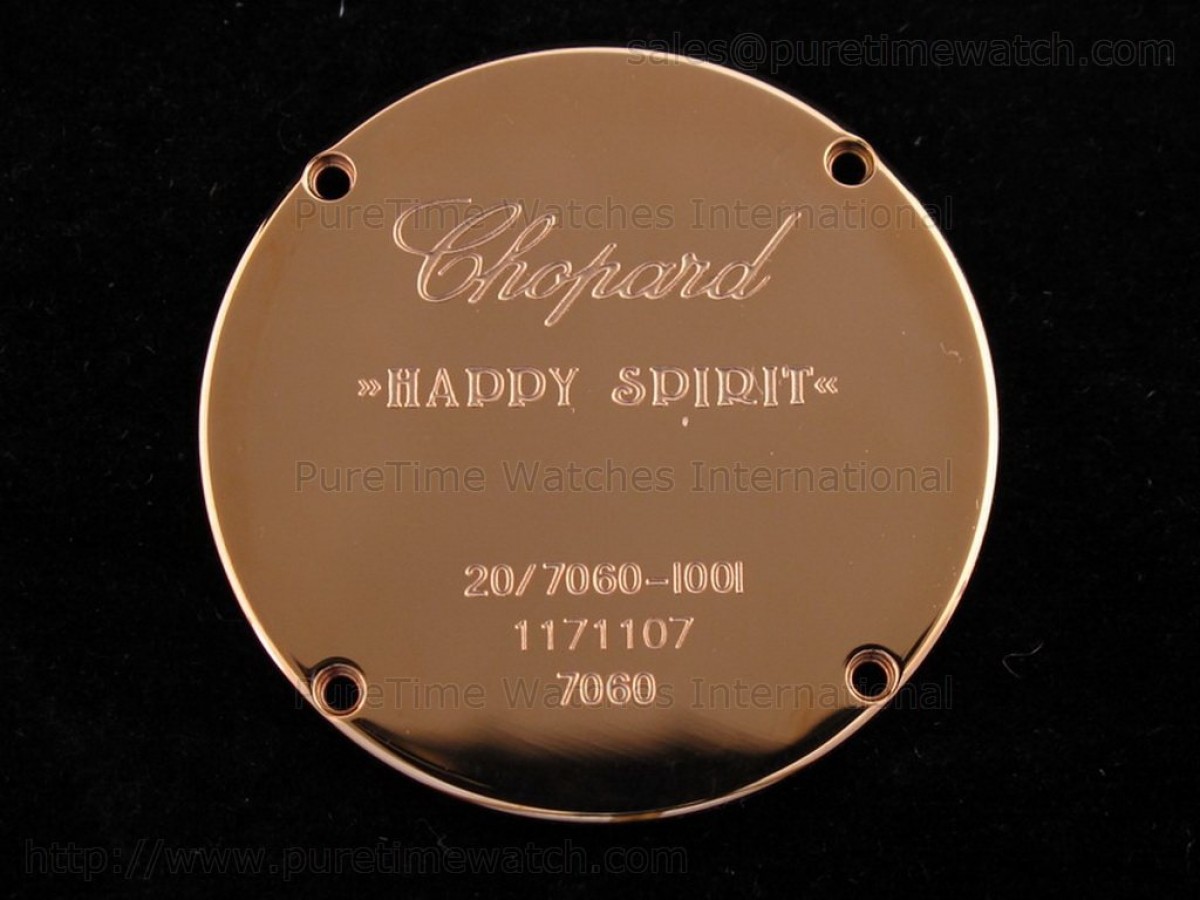 sales@puretimewatch.com
PureTime Watches International
Chopard
»HAPPY SPIRIT«
PureTime Watches International
20/7060-1001
1171107
7060
PureTime Watches International
http://www.puretimewatch.com